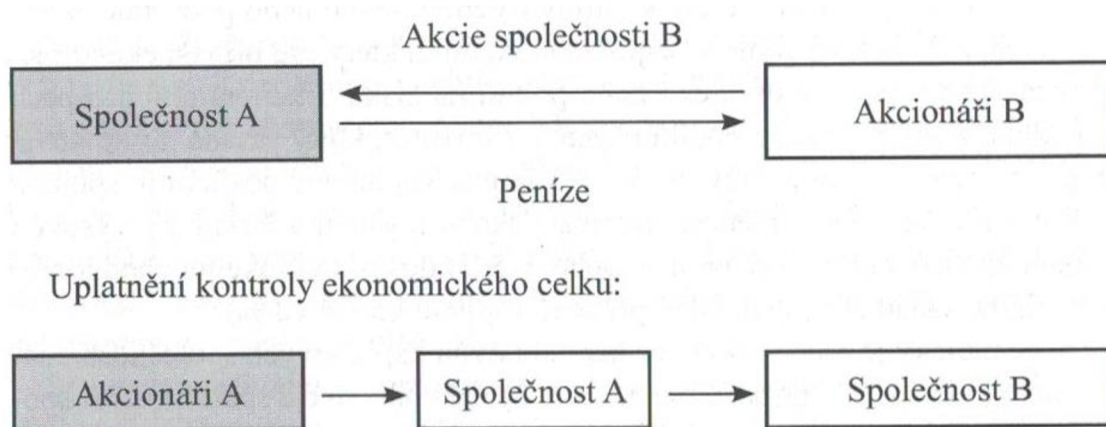 Akcie společnosti B
Společnost A
Akcionáři B
Peníze
Uplatnění kontroly ekonomického celku:
Akcionáři A
Společnost A
Společnost B